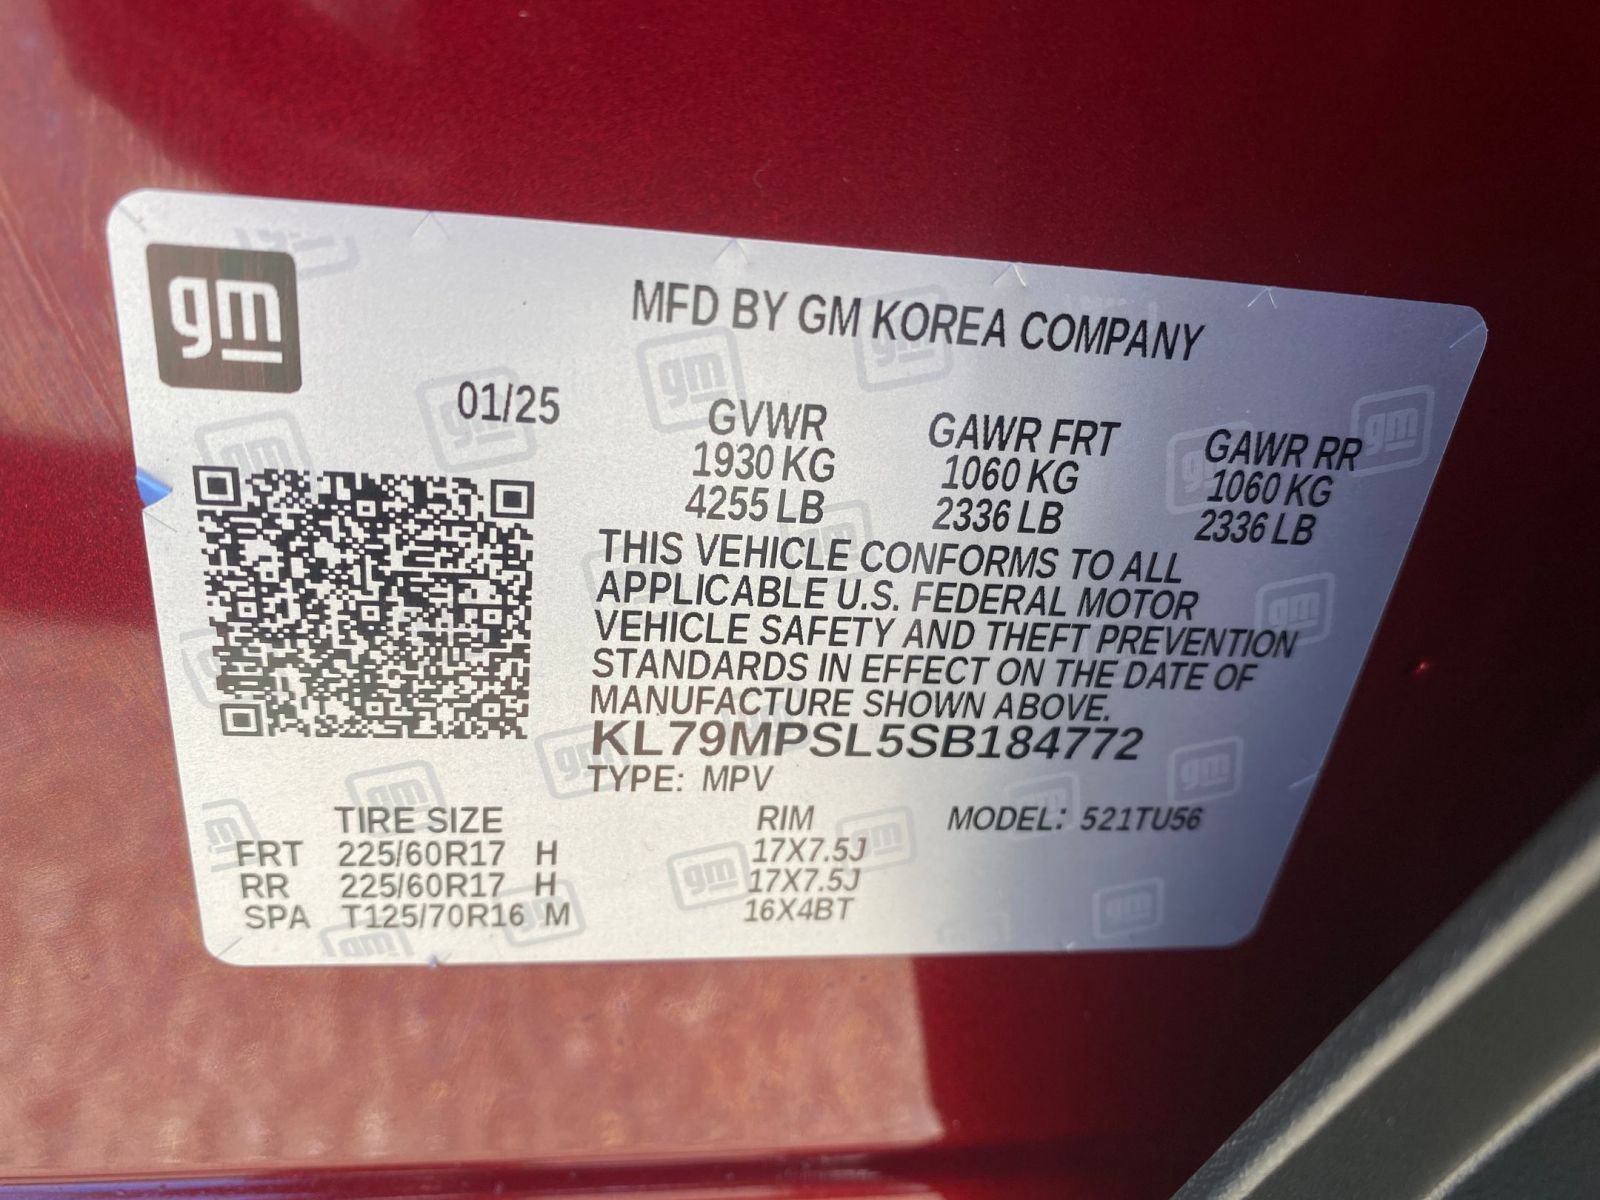 gm
MFD BY GM KOREA COMPANY
01/25
GVWR GAWR FRT GAWR RR
1930 KG 1060 KG 1060 KG
4255 LB 2336 LB 2336 LB
THIS VEHICLE CONFORMS TO ALL
APPLICABLE U.S. FEDERAL MOTOR
VEHICLE SAFETY AND THEFT PREVENTION
STANDARDS IN EFFECT ON THE DATE OF
MANUFACTURE SHOWN ABOVE.
KL79MPSL5SB184772
TYPE: MPV
TIRE SIZE RIM MODEL: 521TU56
FRT 225/60R17 H 17X7.5J
RR 225/60R17 H 17X7.5J
SPA T125/70R16 M 16X4BT